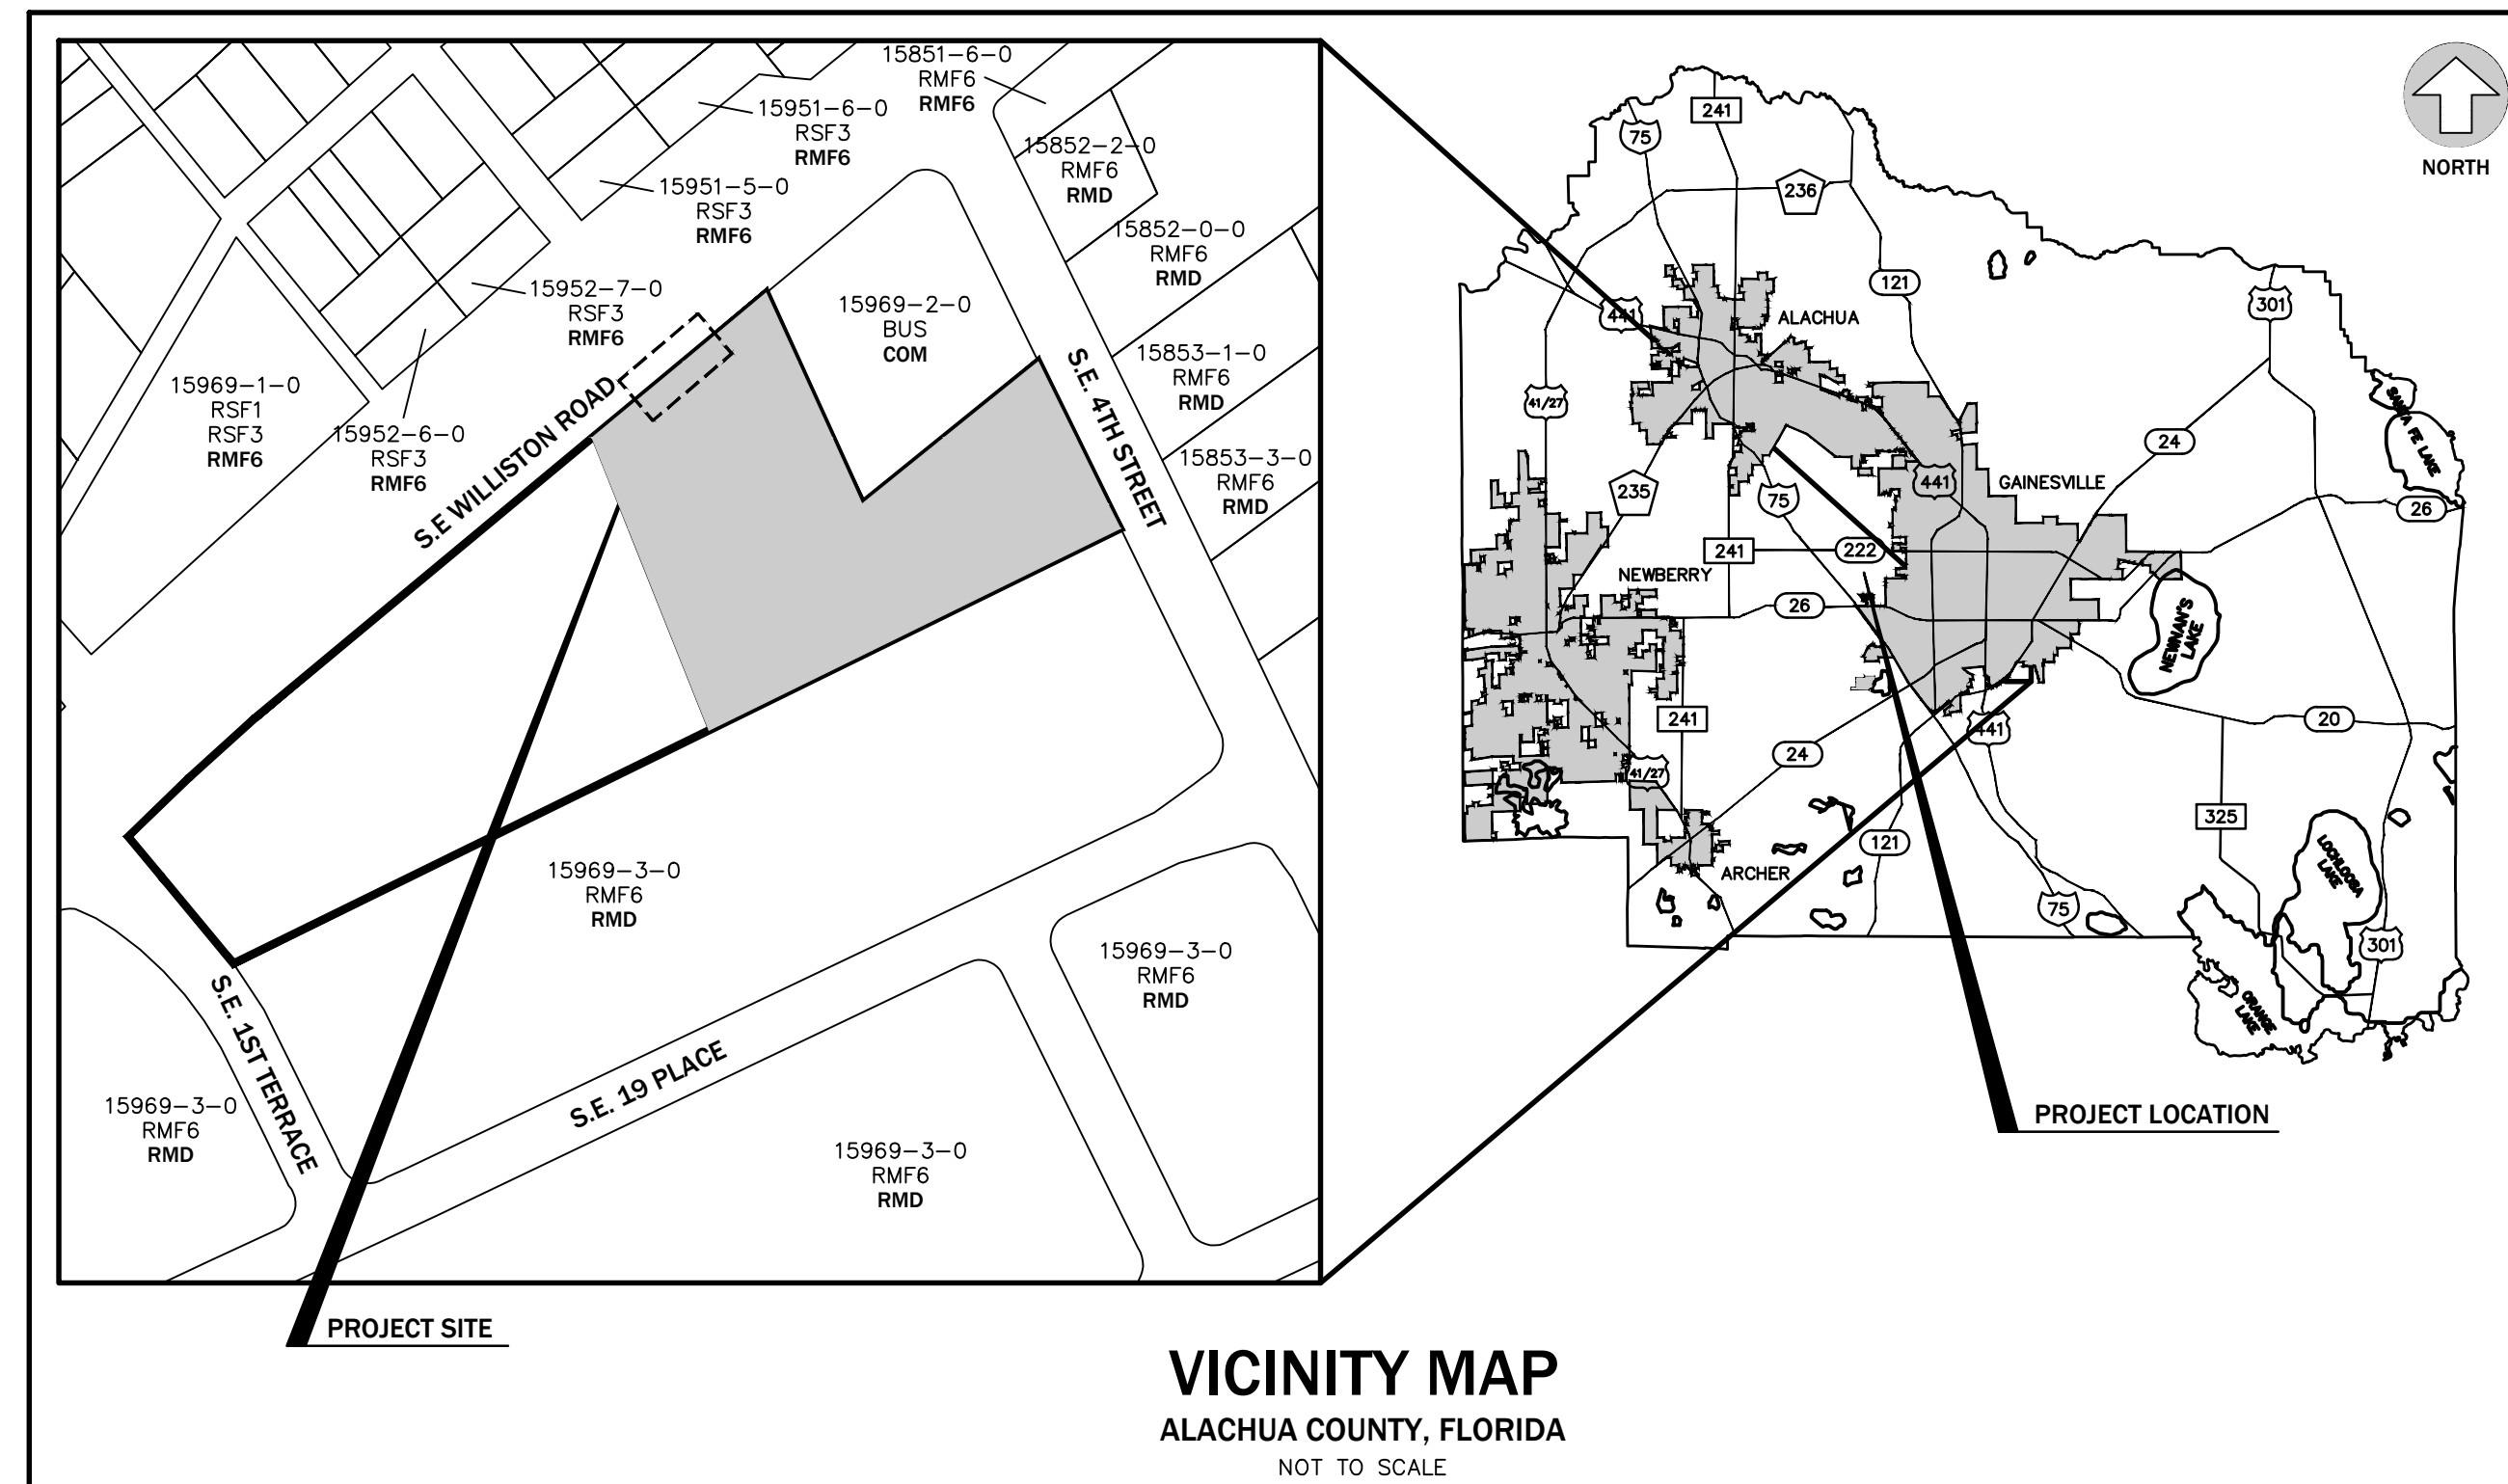 15851-6-0
RMF6
RMF6
15951-6-0
RSF3
RMF6
15852-2-0
RMF6
RMD
15951-5-0
RSF3
RMF6
15852-0-0
RMF6
RMD
15952-7-0
RSF3
RMF6
15969-2-0
BUS
COM
15853-1-0
RMF6
RMD
15969-1-0
RSF1
RSF3
RMF6
15952-6-0
RSF3
RMF6
15853-3-0
RMF6
RMD
S.E WILLISTON ROAD
S.E. 4TH STREET
15969-3-0
RMF6
RMD
15969-3-0
RMF6
RMD
S.E. 1ST TERRACE
S.E. 19 PLACE
15969-3-0
RMF6
RMD
15969-3-0
RMF6
RMD
PROJECT SITE
NORTH
241
75
236
121
301
441
ALACHUA
41/27
24
SANTA FE LAKE
235
75
441
GAINESVILLE
26
241
222
NEWBERRY
26
NEWNAN'S
LAKE
241
441
20
24
41/27
325
121
ARCHER
LOCHLOOSA
LAKE
75
301
ORANGE
LAKE
PROJECT LOCATION
VICINITY MAP
ALACHUA COUNTY, FLORIDA
NOT TO SCALE